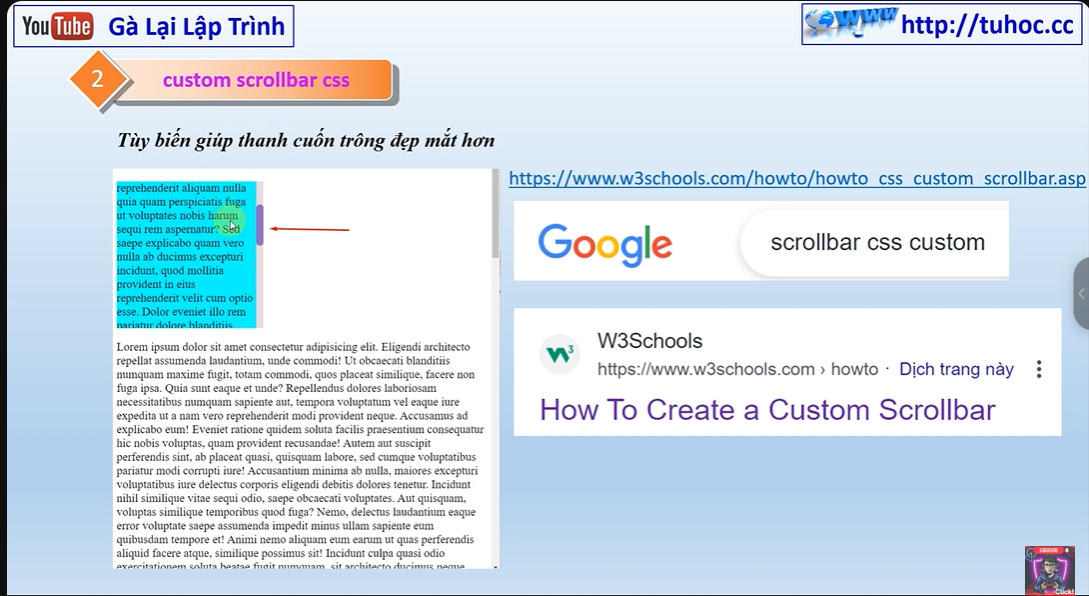 YouTube Gà Lại Lập Trình
http://tuhoc.cc
2 custom scrollbar css
Tùy biến giúp thanh cuốn trông đẹp mắt hơn
reprehenderit aliquam nulla
quia quam perspiciatis fuga
ut voluptates nobis harum
sequi rem aspernatur? Sed
saepe explicabo quam vero
nulla ab ducimus excepturi
incidunt, quod mollitia
provident in eius
reprehenderit velit cum optio
esse. Dolor eveniet illo rem
pariatur dolore blanditiis
Lorem ipsum dolor sit amet consectetur adipisicing elit. Eligendi architecto
repellat assumenda laudantium, unde commodi! Ut obcaecati blanditiis
numquam maxime fugit, totam commodi, quos placeat similique, facere non
fuga ipsa. Quia sunt eaque et unde? Repellendus dolores laboriosam
necessitatibus numquam sapiente aut, tempora voluptatum vel eaque iure
expedita ut a nam vero reprehenderit modi provident neque. Accusamus ad
explicabo eum! Eveniet ratione quidem soluta facilis praesentium consequatur
hic nobis voluptas, quam provident recusandae! Autem aut suscipit
perferendis sint, ab placeat quasi, quisquam labore, sed cumque voluptatibus
pariatur modi corrupti iure! Accusantium minima ab nulla, maiores excepturi
voluptatibus iure delectus corporis eligendi debitis dolores tenetur. Incidunt
nihil similique vitae sequi odio, saepe obcaecati voluptates. Aut quisquam,
voluptas similique temporibus quod fuga? Nemo, delectus laudantium eaque
error voluptate saepe assumenda impedit minus ullam sapiente eum
quibusdam tempore et! Animi nemo aliquam eum earum ut quas perferendis
aliquid facere atque, similique possimus sit! Incidunt culpa quasi odio
exercitationem soluta beatae fugit numquam, sit architecto ducimus neque
https://www.w3schools.com/howto/howto_css_custom_scrollbar.asp
Google
scrollbar css custom
W3Schools
https://www.w3schools.com › howto · Dịch trang này
How To Create a Custom Scrollbar
SUBSCRIBE
Click!